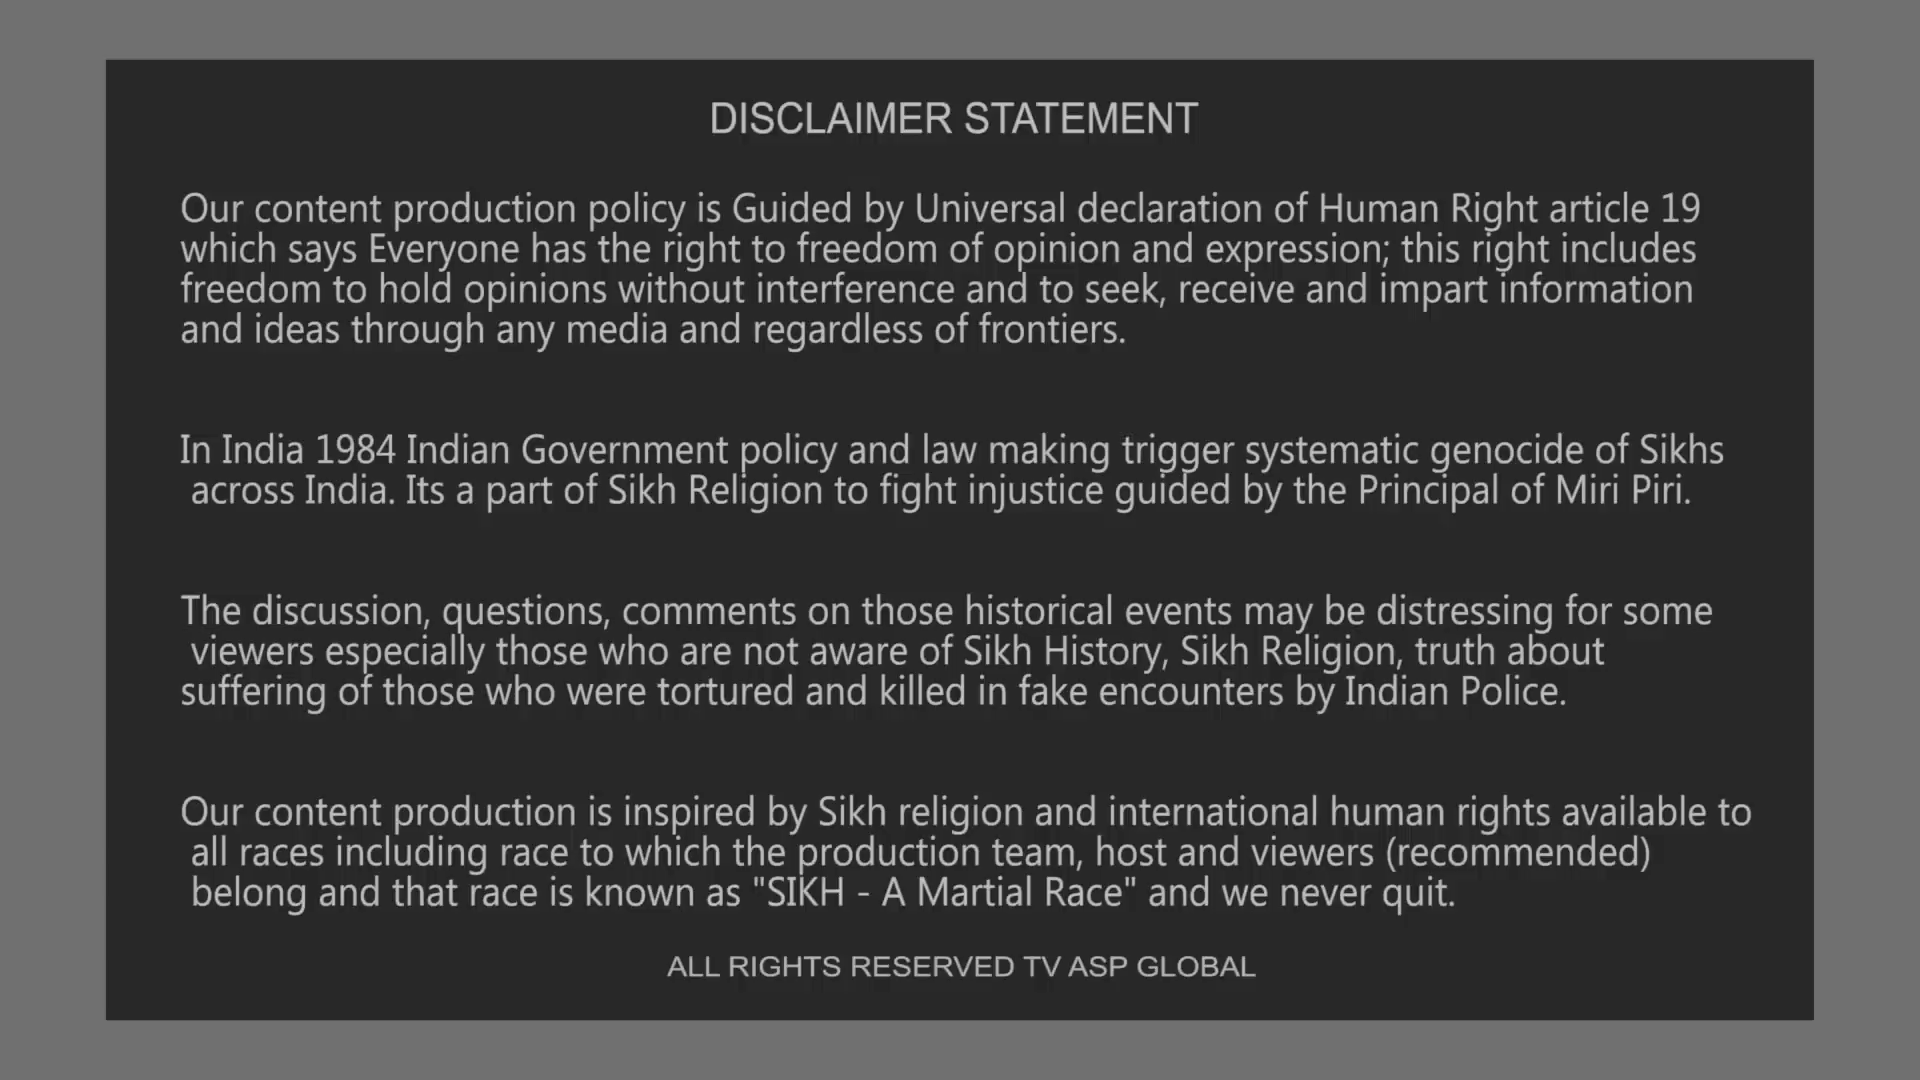 DISCLAIMER STATEMENT
Our content production policy is Guided by Universal declaration of Human Right article 19
which says Everyone has the right to freedom of opinion and expression; this right includes
freedom to hold opinions without interference and to seek, receive and impart information
and ideas through any media and regardless of frontiers.
In India 1984 Indian Government policy and law making trigger systematic genocide of Sikhs
across India. Its a part of Sikh Religion to fight injustice guided by the Principal of Miri Piri.
The discussion, questions, comments on those historical events may be distressing for some
viewers especially those who are not aware of Sikh History, Sikh Religion, truth about
suffering of those who were tortured and killed in fake encounters by Indian Police.
Our content production is inspired by Sikh religion and international human rights available to
all races including race to which the production team, host and viewers (recommended)
belong and that race is known as "SIKH - A Martial Race" and we never quit.
ALL RIGHTS RESERVED TV ASP GLOBAL